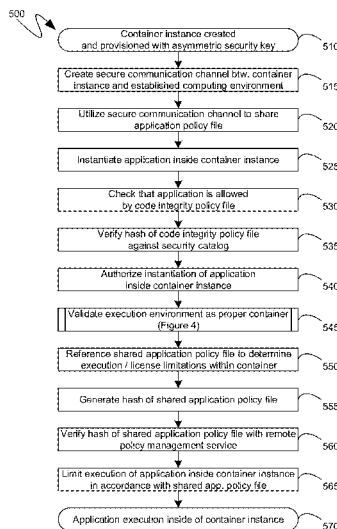 500
Container instance created
and provisioned with asymmetric security key
510
Create secure communication channel btw. container
instance and established computing environment
515
Utilize secure communication channel to share
application policy file
520
Instantiate application inside container instance
525
Check that application is allowed
by code integrity policy file
530
Verify hash of code integrity policy file
against security catalog
535
Authorize instantiation of application
inside container instance
540
Validate execution environment as proper container
(Figure 4)
545
Reference shared application policy file to determine
execution / license limitations within container
550
Generate hash of shared application policy file
555
Verify hash of shared application policy file with remote
policy management service
560
Limit execution of application inside container instance
in accordance with shared app. policy file
565
Application execution inside of container instance
570